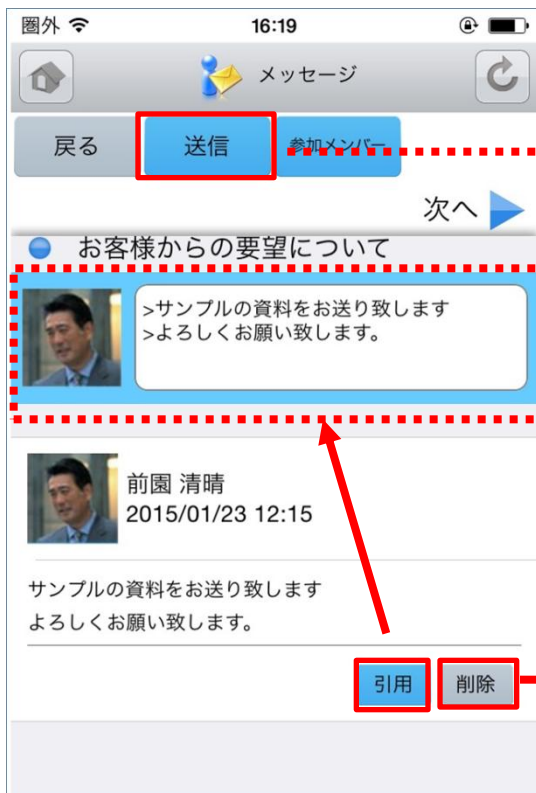 圏外
16:19
メッセージ
戻る
送信
参加メンバー
次へ
お客様からの要望について
>サンプルの資料をお送り致します
>よろしくお願い致します。
前園 清晴
2015/01/23 12:15
サンプルの資料をお送り致します
よろしくお願い致します。
引用
削除